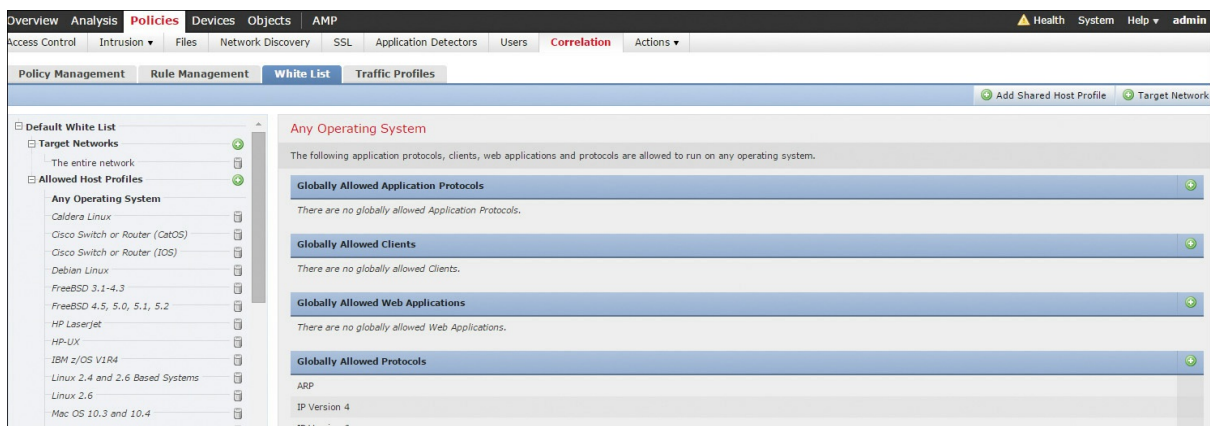 Overview Analysis Policies Devices Objects AMP Health System Help admin
Access Control Intrusion Files Network Discovery SSL Application Detectors Users Correlation Actions
Policy Management Rule Management White List Traffic Profiles
Add Shared Host Profile Target Network
Default White List
Target Networks
The entire network
Allowed Host Profiles
Any Operating System
Caldera Linux
Cisco Switch or Router (CatOS)
Cisco Switch or Router (IOS)
Debian Linux
FreeBSD 3.1-4.3
FreeBSD 4.5, 5.0, 5.1, 5.2
HP Laserjet
HP-UX
IBM z/OS V1R4
Linux 2.4 and 2.6 Based Systems
Linux 2.6
Mac OS 10.3 and 10.4
Any Operating System
The following application protocols, clients, web applications and protocols are allowed to run on any operating system.
Globally Allowed Application Protocols
There are no globally allowed Application Protocols.
Globally Allowed Clients
There are no globally allowed Clients.
Globally Allowed Web Applications
There are no globally allowed Web Applications.
Globally Allowed Protocols
ARP
IP Version 4